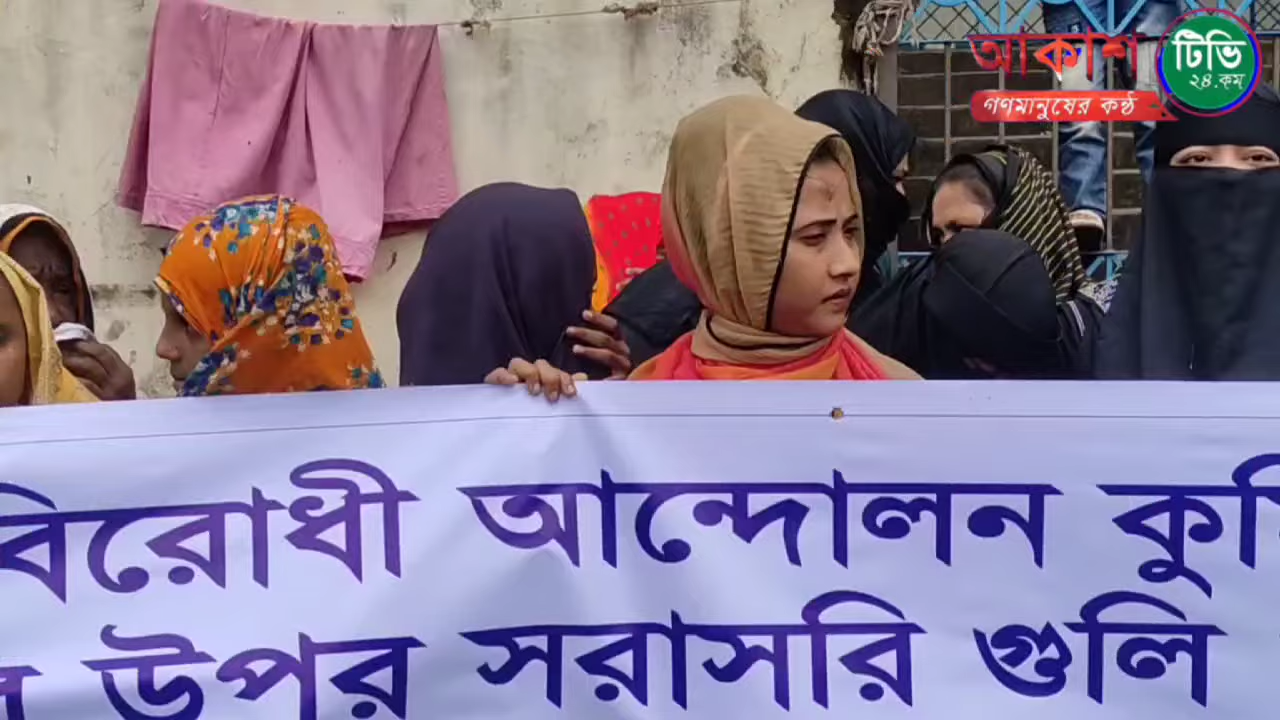 আকাশ
টিভি
২৪.কম
গণমানুষের কন্ঠ
বিরোধী আন্দোলন
উপর সরাসরি গুলি